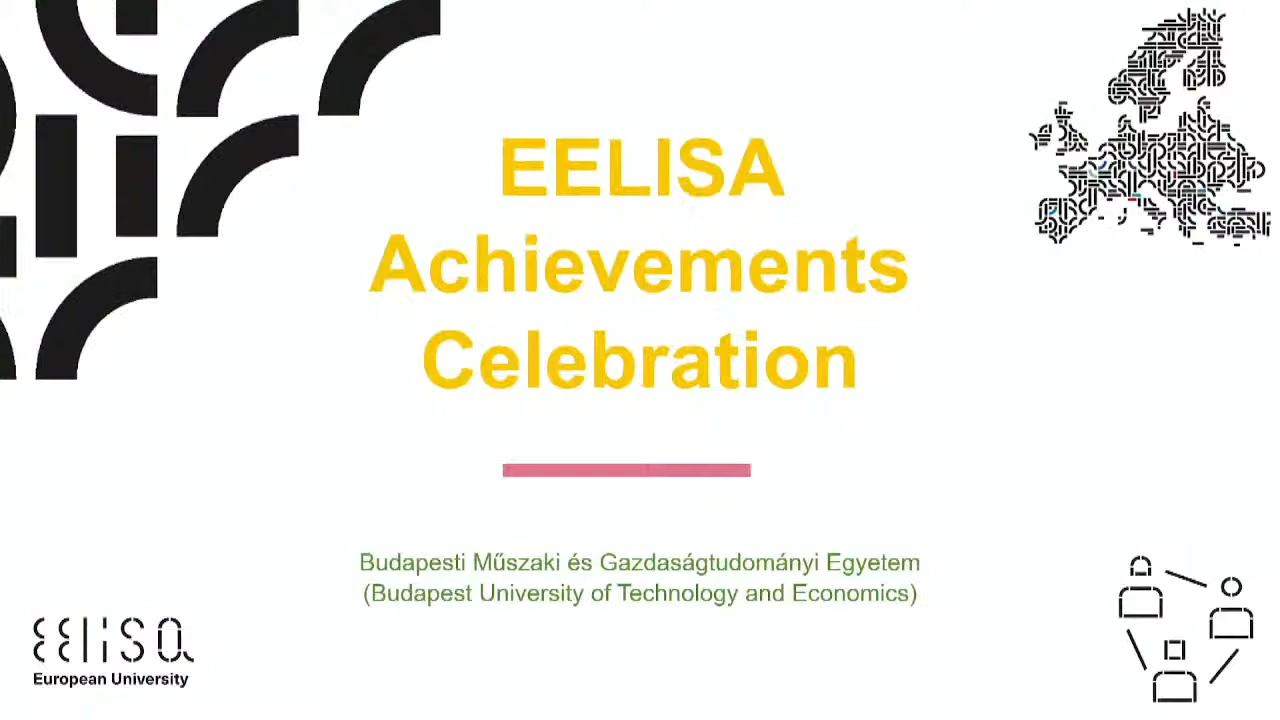 EELISA
Achievements
Celebration
Budapesti Műszaki és Gazdaságtudományi Egyetem
(Budapest University of Technology and Economics)
EELISA
European University